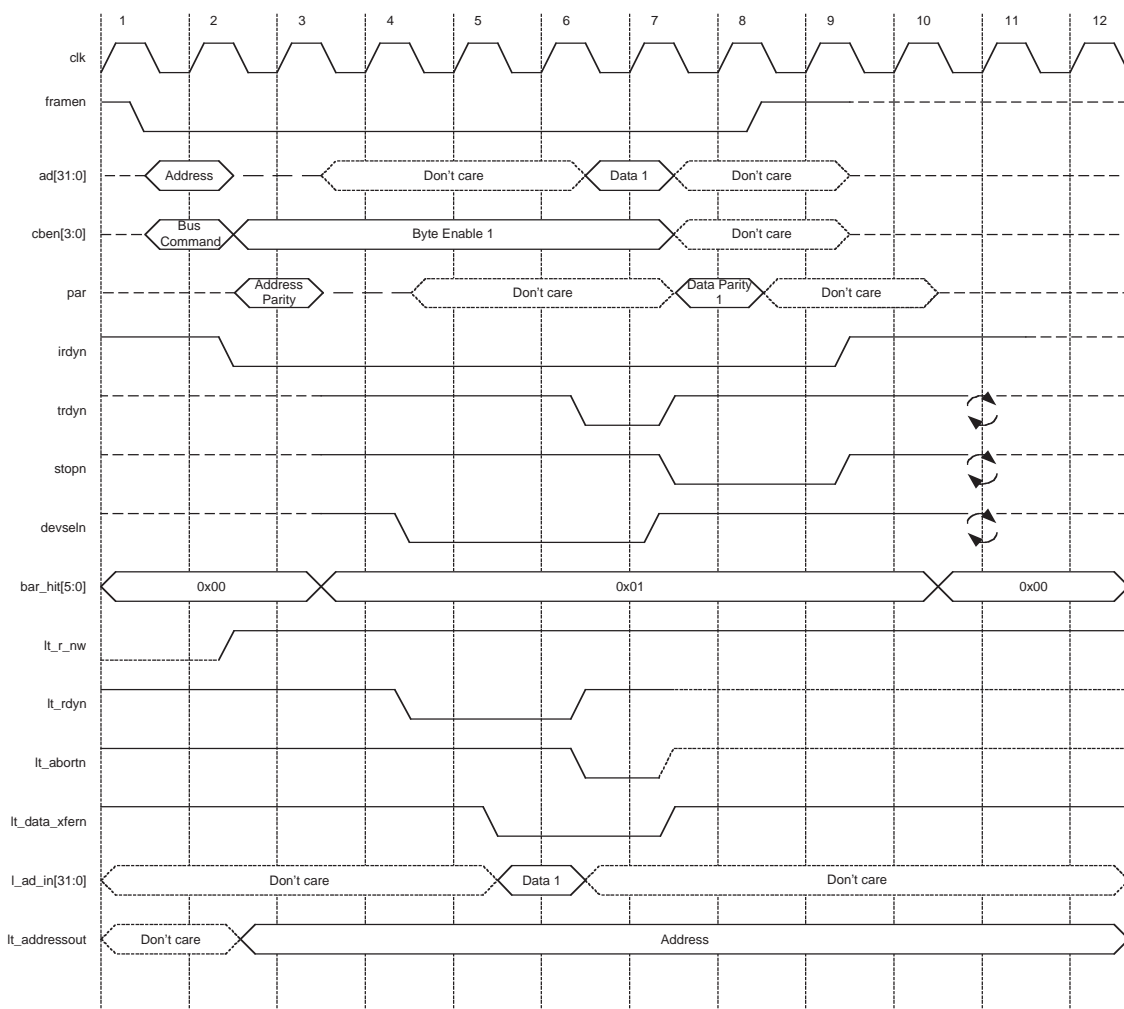 1 2 3 4 5 6 7 8 9 10 11 12
clk
framen
ad[31:0] Address Don't care Data 1 Don't care
cben[3:0] Bus Command Byte Enable 1 Don't care
par Address Parity Don't care Data Parity 1 Don't care
irdyn
trdyn
stopn
devseln
bar_hit[5:0] 0x00 0x01 0x00
lt_r_nw
lt_rdyn
lt_abortn
lt_data_xfern
l_ad_in[31:0] Don't care Data 1 Don't care
lt_addressout Don't care Address